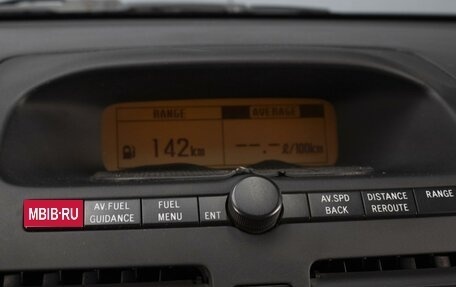 RANGE
AVERAGE
142km
--.- ℓ/100km
MBIB·RU
AV.FUEL
GUIDANCE
FUEL
MENU
ENT
AV.SPD
BACK
DISTANCE
REROUTE
RANGE